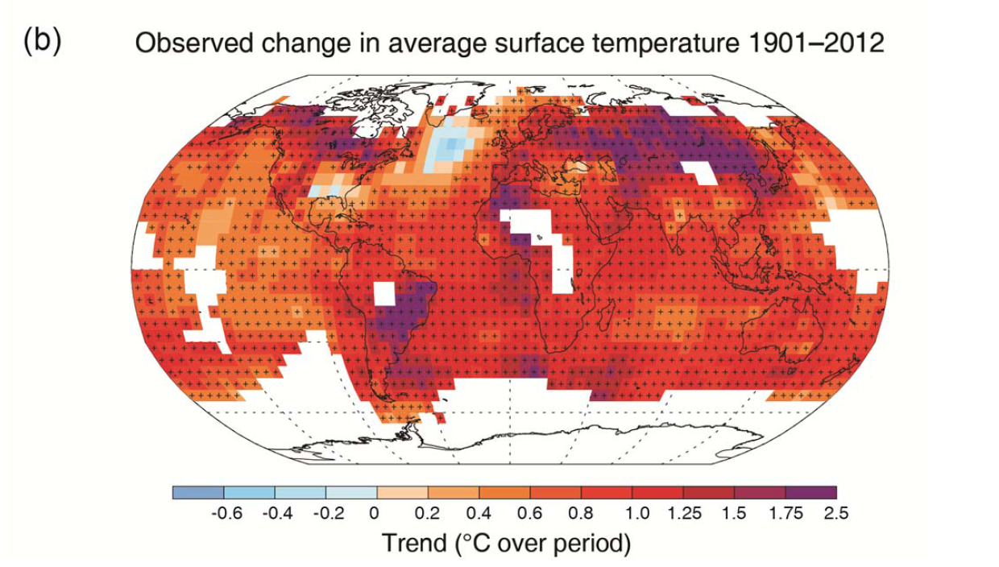 (b)
Observed change in average surface temperature 1901–2012
-0.6 -0.4 -0.2 0 0.2 0.4 0.6 0.8 1.0 1.25 1.5 1.75 2.5
Trend (°C over period)